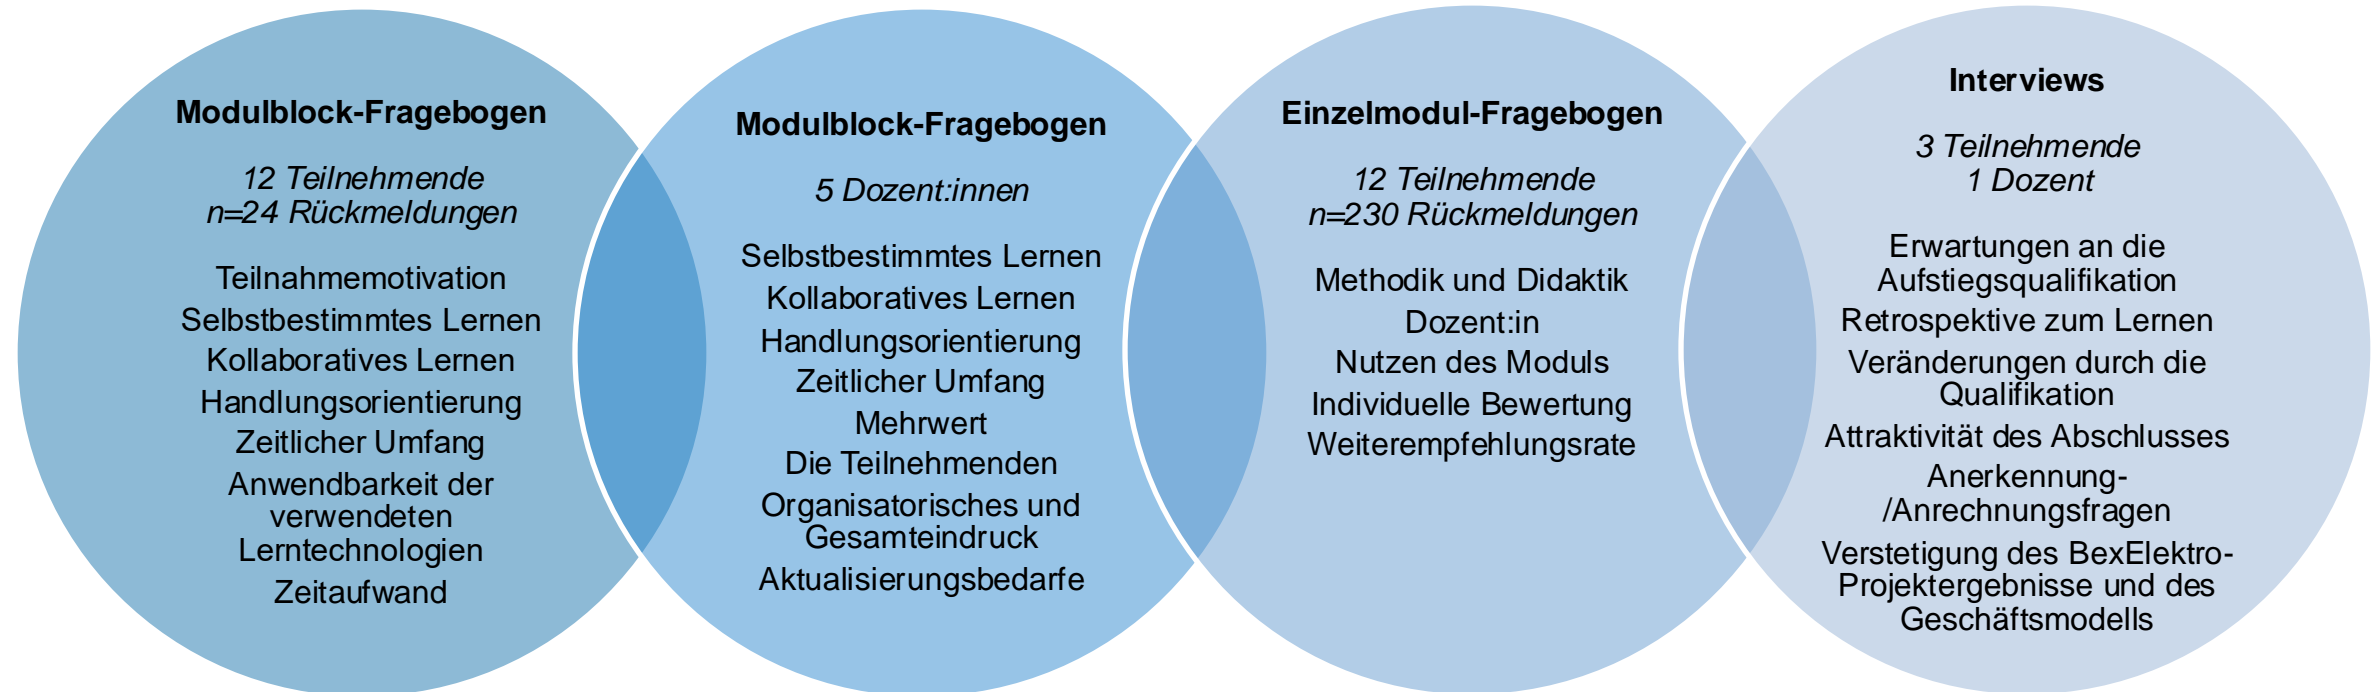 Modulblock-Fragebogen
12 Teilnehmende
n=24 Rückmeldungen
Teilnahmemotivation
Selbstbestimmtes Lernen
Kollaboratives Lernen
Handlungsorientierung
Zeitlicher Umfang
Anwendbarkeit der
verwendeten
Lerntechnologien
Zeitaufwand
Modulblock-Fragebogen
5 Dozent:innen
Selbstbestimmtes Lernen
Kollaboratives Lernen
Handlungsorientierung
Zeitlicher Umfang
Mehrwert
Die Teilnehmenden
Organisatorisches und
Gesamteindruck
Aktualisierungsbedarfe
Einzelmodul-Fragebogen
12 Teilnehmende
n=230 Rückmeldungen
Methodik und Didaktik
Dozent:in
Nutzen des Moduls
Individuelle Bewertung
Weiterempfehlungsrate
Interviews
3 Teilnehmende
1 Dozent
Erwartungen an die
Aufstiegsqualifikation
Retrospektive zum Lernen
Veränderungen durch die
Qualifikation
Attraktivität des Abschlusses
Anerkennung-
/Anrechnungsfragen
Verstetigung des BexElektro-
Projektergebnisse und des
Geschäftsmodells